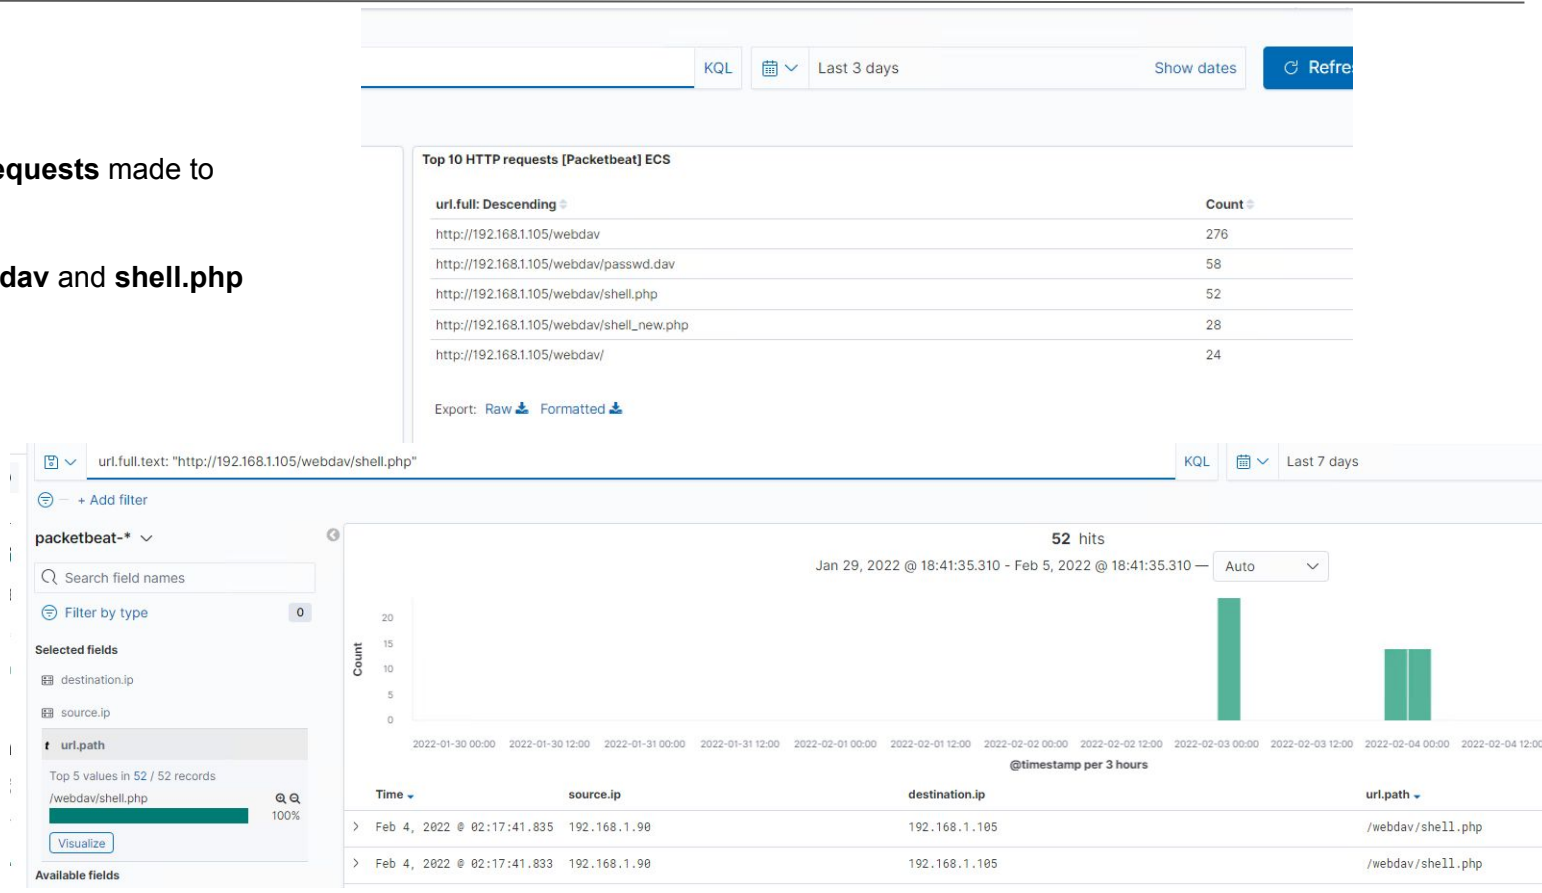 KQL Last 3 days Show dates Refre
equests made to
dav and shell.php
Top 10 HTTP requests [Packetbeat] ECS
url.full: Descending Count
http://192.168.1.105/webdav 276
http://192.168.1.105/webdav/passwd.dav 58
http://192.168.1.105/webdav/shell.php 52
http://192.168.1.105/webdav/shell_new.php 28
http://192.168.1.105/webdav/ 24
Export: Raw Formatted
url.full.text: "http://192.168.1.105/webdav/shell.php" KQL Last 7 days
+ Add filter
packetbeat-*
Search field names
Filter by type 0
Selected fields
destination.ip
source.ip
t url.path
Top 5 values in 52 / 52 records
/webdav/shell.php
100%
Visualize
Available fields
52 hits
Jan 29, 2022 @ 18:41:35.310 - Feb 5, 2022 @ 18:41:35.310 — Auto
Count
20
15
10
5
0
2022-01-30 00:00 2022-01-30 12:00 2022-01-31 00:00 2022-01-31 12:00 2022-02-01 00:00 2022-02-01 12:00 2022-02-02 00:00 2022-02-02 12:00 2022-02-03 00:00 2022-02-03 12:00 2022-02-04 00:00 2022-02-04 12:00
@timestamp per 3 hours
Time source.ip destination.ip url.path
Feb 4, 2022 @ 02:17:41.835 192.168.1.90 192.168.1.105 /webdav/shell.php
Feb 4, 2022 @ 02:17:41.833 192.168.1.90 192.168.1.105 /webdav/shell.php